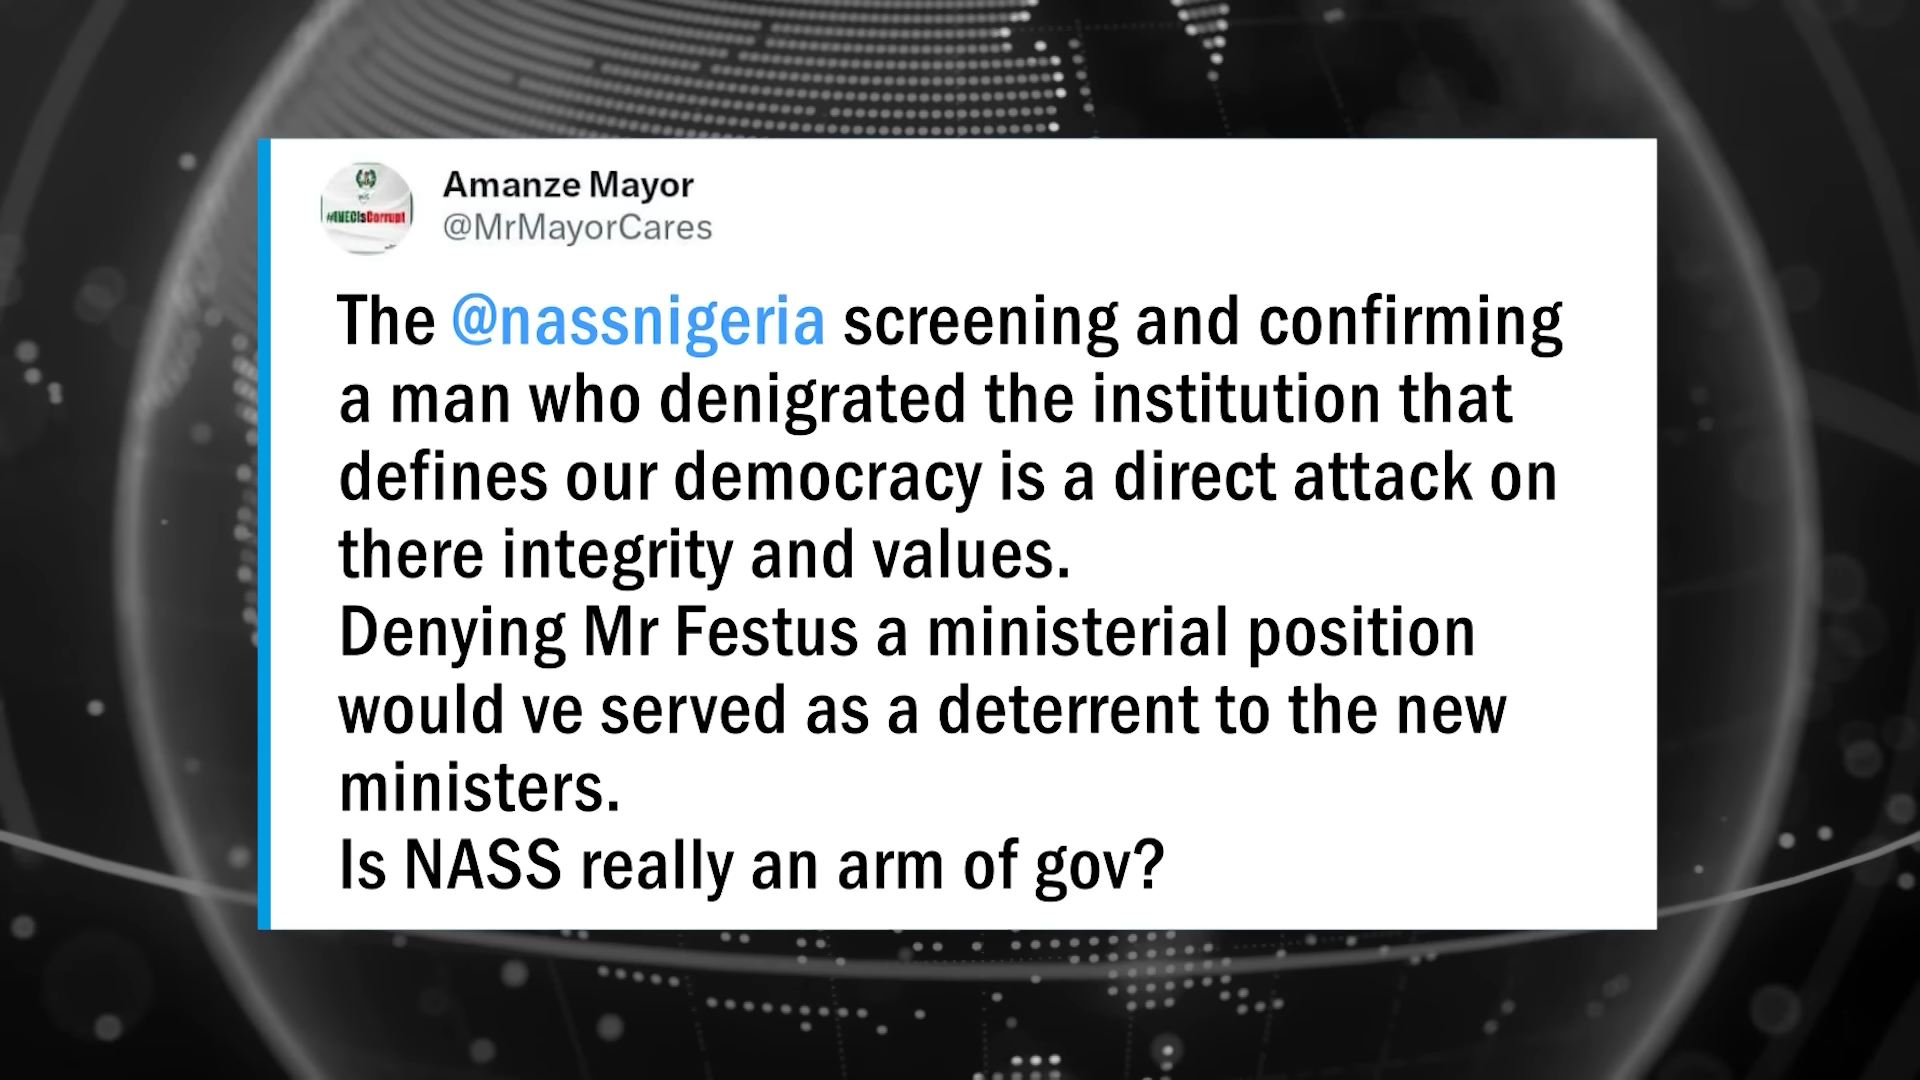 Amanze Mayor
@MrMayorCares
#INECIsCorrupt
The @nassnigeria screening and confirming
a man who denigrated the institution that
defines our democracy is a direct attack on
there integrity and values.
Denying Mr Festus a ministerial position
would ve served as a deterrent to the new
ministers.
Is NASS really an arm of gov?